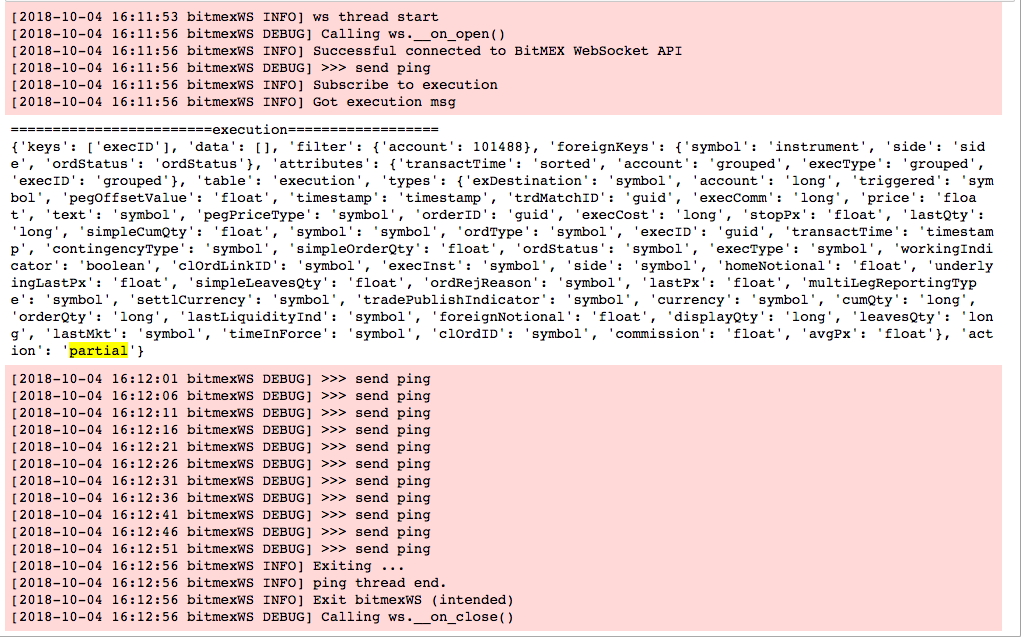 [2018-10-04 16:11:53 bitmexWS INFO] ws thread start
[2018-10-04 16:11:56 bitmexWS DEBUG] Calling ws.__on_open()
[2018-10-04 16:11:56 bitmexWS INFO] Successful connected to BitMEX WebSocket API
[2018-10-04 16:11:56 bitmexWS DEBUG] >>> send ping
[2018-10-04 16:11:56 bitmexWS INFO] Subscribe to execution
[2018-10-04 16:11:56 bitmexWS INFO] Got execution msg
========================execution==================
{'keys': ['execID'], 'data': [], 'filter': {'account': 101488}, 'foreignKeys': {'symbol': 'instrument', 'side': 'sid
e', 'ordStatus': 'ordStatus'}, 'attributes': {'transactTime': 'sorted', 'account': 'grouped', 'execType': 'grouped',
'execID': 'grouped'}, 'table': 'execution', 'types': {'exDestination': 'symbol', 'account': 'long', 'triggered': 'sym
bol', 'pegOffsetValue': 'float', 'timestamp': 'timestamp', 'trdMatchID': 'guid', 'execComm': 'long', 'price': 'floa
t', 'text': 'symbol', 'pegPriceType': 'symbol', 'orderID': 'guid', 'execCost': 'long', 'stopPx': 'float', 'lastQty':
'long', 'simpleCumQty': 'float', 'symbol': 'symbol', 'ordType': 'symbol', 'execID': 'guid', 'transactTime': 'timestam
p', 'contingencyType': 'symbol', 'simpleOrderQty': 'float', 'ordStatus': 'symbol', 'execType': 'symbol', 'workingIndi
cator': 'boolean', 'clOrdLinkID': 'symbol', 'execInst': 'symbol', 'side': 'symbol', 'homeNotional': 'float', 'underly
ingLastPx': 'float', 'simpleLeavesQty': 'float', 'ordRejReason': 'symbol', 'lastPx': 'float', 'multiLegReportingTyp
e': 'symbol', 'settlCurrency': 'symbol', 'tradePublishIndicator': 'symbol', 'currency': 'symbol', 'cumQty': 'long',
'orderQty': 'long', 'lastLiquidityInd': 'symbol', 'foreignNotional': 'float', 'displayQty': 'long', 'leavesQty': 'lon
g', 'lastMkt': 'symbol', 'timeInForce': 'symbol', 'clOrdID': 'symbol', 'commission': 'float', 'avgPx': 'float'}, 'act
ion': 'partial'}
[2018-10-04 16:12:01 bitmexWS DEBUG] >>> send ping
[2018-10-04 16:12:06 bitmexWS DEBUG] >>> send ping
[2018-10-04 16:12:11 bitmexWS DEBUG] >>> send ping
[2018-10-04 16:12:16 bitmexWS DEBUG] >>> send ping
[2018-10-04 16:12:21 bitmexWS DEBUG] >>> send ping
[2018-10-04 16:12:26 bitmexWS DEBUG] >>> send ping
[2018-10-04 16:12:31 bitmexWS DEBUG] >>> send ping
[2018-10-04 16:12:36 bitmexWS DEBUG] >>> send ping
[2018-10-04 16:12:41 bitmexWS DEBUG] >>> send ping
[2018-10-04 16:12:46 bitmexWS DEBUG] >>> send ping
[2018-10-04 16:12:51 bitmexWS DEBUG] >>> send ping
[2018-10-04 16:12:56 bitmexWS INFO] Exiting ...
[2018-10-04 16:12:56 bitmexWS INFO] ping thread end.
[2018-10-04 16:12:56 bitmexWS INFO] Exit bitmexWS (intended)
[2018-10-04 16:12:56 bitmexWS DEBUG] Calling ws.__on_close()